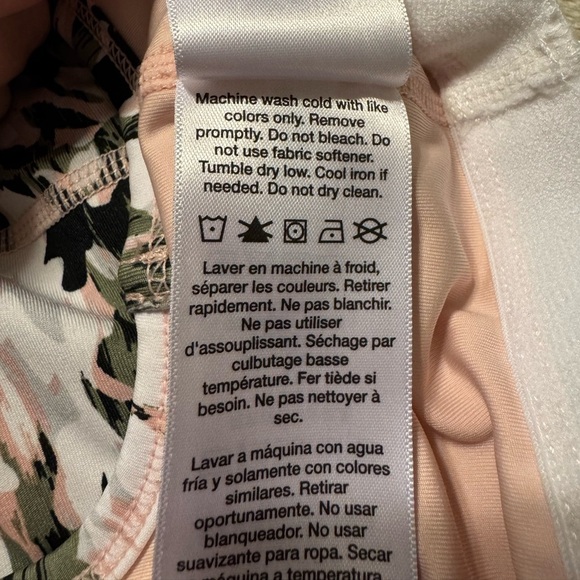 Machine wash cold with like
colors only. Remove
promptly. Do not bleach. Do
not use fabric softener.
Tumble dry low. Cool iron if
needed. Do not dry clean.
Laver en machine à froid,
séparer les couleurs. Retirer
rapidement. Ne pas blanchir.
Ne pas utiliser
d'assouplissant. Séchage par
culbutage basse
température. Fer tiède si
besoin. Ne pas nettoyer à
sec.
Lavar a máquina con agua
fría y solamente con colores
similares. Retirar
oportunamente. No usar
blanqueador. No usar
suavizante para ropa. Secar
a máquina a temperatura